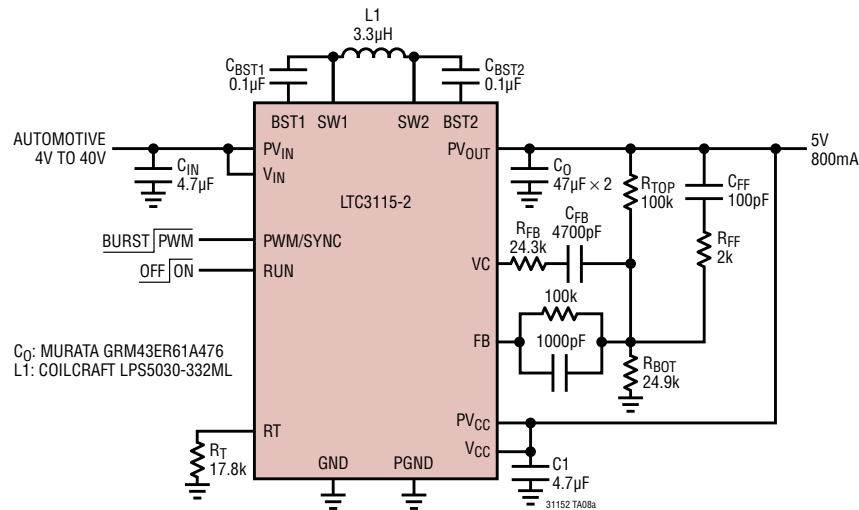 L1
3.3µH
CBST1
0.1µF
CBST2
0.1µF
BST1 SW1 SW2 BST2
AUTOMOTIVE
4V TO 40V
CIN
4.7µF
PVIN
VIN
PVOUT
5V
800mA
CO
47µF × 2
RTOP
100k
CFF
100pF
LTC3115-2
RFB
24.3k
CFB
4700pF
RFF
2k
BURST PWM
PWM/SYNC
VC
OFF ON
RUN
100k
1000pF
FB
RBOT
24.9k
CO: MURATA GRM43ER61A476
L1: COILCRAFT LPS5030-332ML
PVCC
VCC
RT
RT
17.8k
GND PGND
C1
4.7µF
31152 TA08a